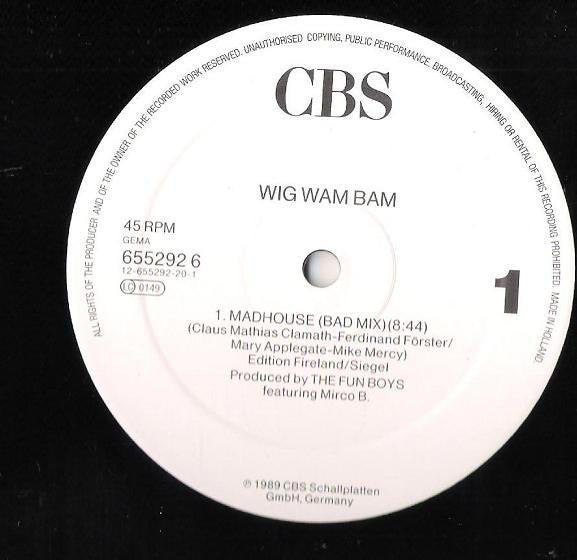 ALL RIGHTS OF THE PRODUCER AND OF THE OWNER OF THE RECORDED WORK RESERVED. UNAUTHORISED COPYING, PUBLIC PERFORMANCE, BROADCASTING, HIRING OR RENTAL OF THIS RECORDING PROHIBITED. MADE IN HOLLAND.
CBS
WIG WAM BAM
45 RPM
GEMA
655292 6
12-655292-20-1
LC 0149
1
1. MADHOUSE (BAD MIX)(8:44)
(Claus Mathias Clamath-Ferdinand Förster/
Mary Applegate-Mike Mercy)
Edition Fireland/Siegel
Produced by THE FUN BOYS
featuring Mirco B.
℗ 1989 CBS Schallplatten
GmbH, Germany